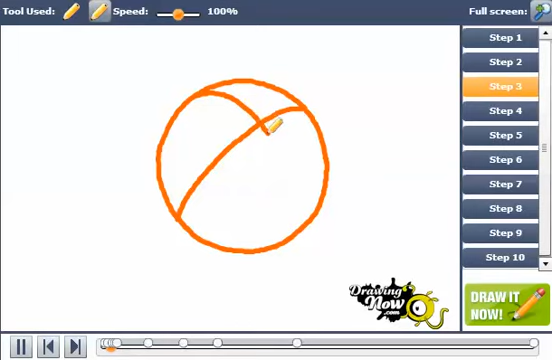 Tool Used: Speed: 100% Full screen:
Step 1
Step 2
Step 3
Step 4
Step 5
Step 6
Step 7
Step 8
Step 9
Step 10
Drawing
Now.com
DRAW IT
NOW!